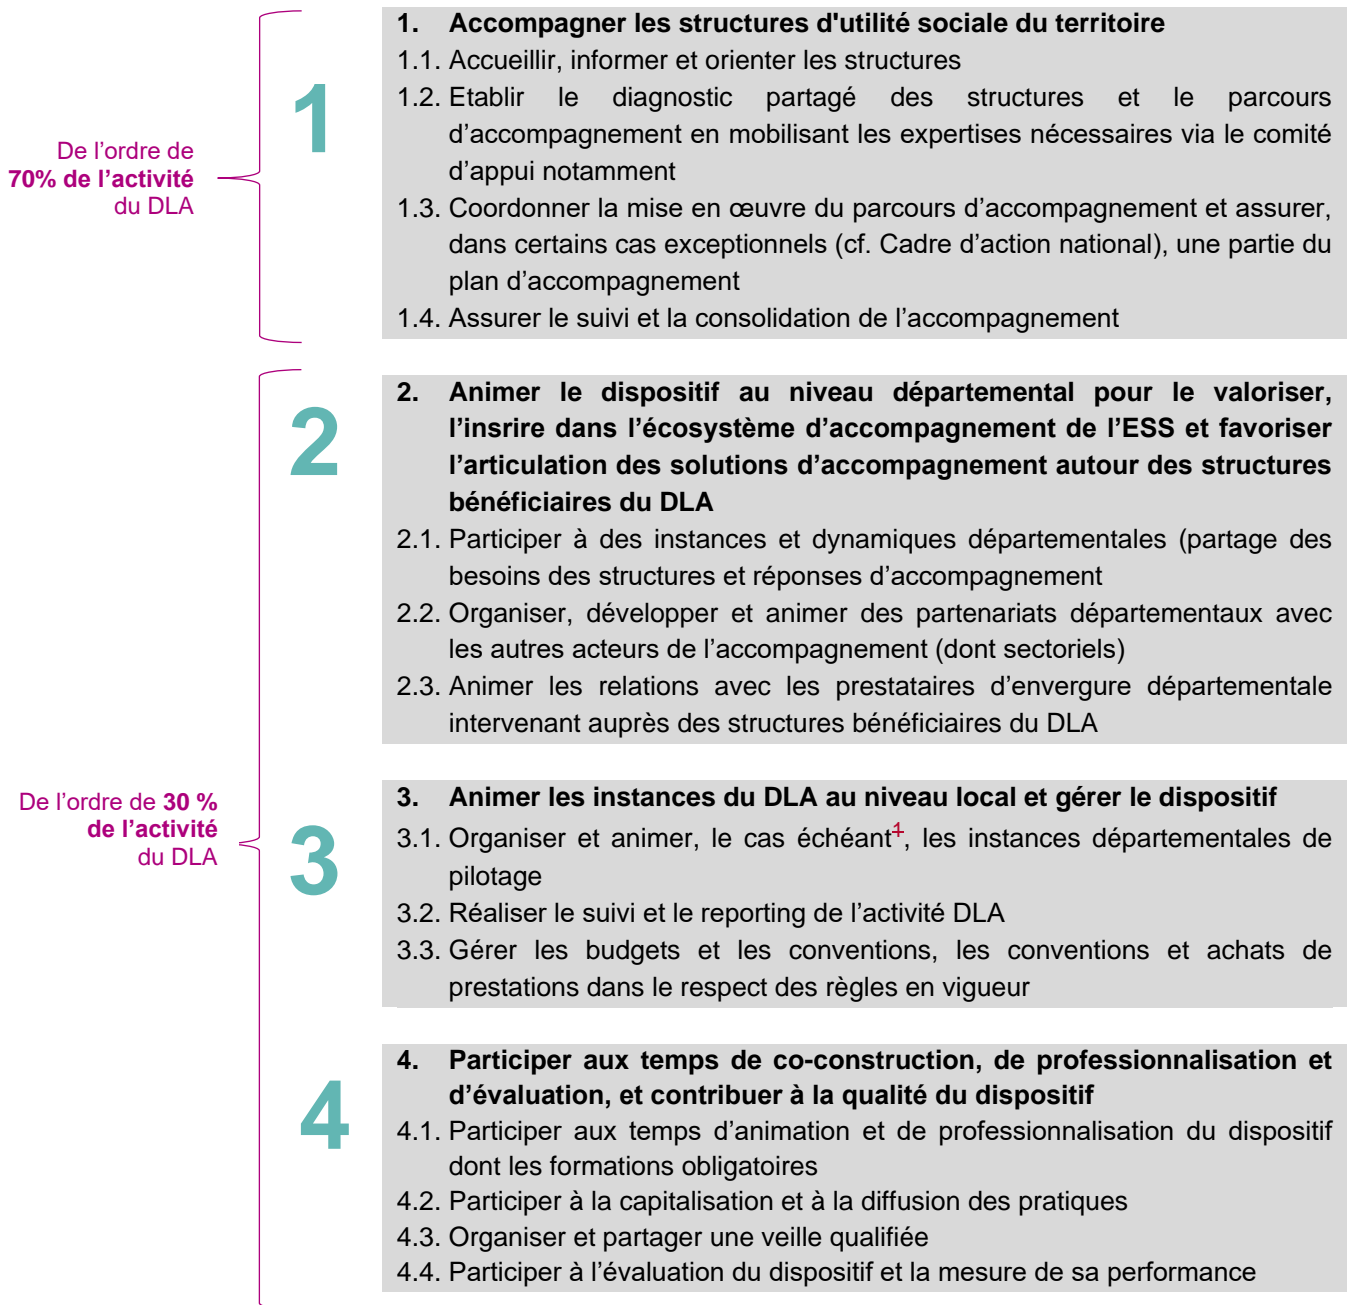 De l’ordre de
70% de l’activité
du DLA
1
1. Accompagner les structures d'utilité sociale du territoire
1.1. Accueillir, informer et orienter les structures
1.2. Etablir le diagnostic partagé des structures et le parcours
d’accompagnement en mobilisant les expertises nécessaires via le comité
d’appui notamment
1.3. Coordonner la mise en œuvre du parcours d’accompagnement et assurer,
dans certains cas exceptionnels (cf. Cadre d’action national), une partie du
plan d’accompagnement
1.4. Assurer le suivi et la consolidation de l’accompagnement
De l’ordre de 30 %
de l’activité
du DLA
2
2. Animer le dispositif au niveau départemental pour le valoriser,
l’insrire dans l’écosystème d’accompagnement de l’ESS et favoriser
l’articulation des solutions d’accompagnement autour des structures
bénéficiaires du DLA
2.1. Participer à des instances et dynamiques départementales (partage des
besoins des structures et réponses d’accompagnement
2.2. Organiser, développer et animer des partenariats départementaux avec
les autres acteurs de l’accompagnement (dont sectoriels)
2.3. Animer les relations avec les prestataires d’envergure départementale
intervenant auprès des structures bénéficiaires du DLA
3
3. Animer les instances du DLA au niveau local et gérer le dispositif
3.1. Organiser et animer, le cas échéant1, les instances départementales de
pilotage
3.2. Réaliser le suivi et le reporting de l’activité DLA
3.3. Gérer les budgets et les conventions, les conventions et achats de
prestations dans le respect des règles en vigueur
4
4. Participer aux temps de co-construction, de professionnalisation et
d’évaluation, et contribuer à la qualité du dispositif
4.1. Participer aux temps d’animation et de professionnalisation du dispositif
dont les formations obligatoires
4.2. Participer à la capitalisation et à la diffusion des pratiques
4.3. Organiser et partager une veille qualifiée
4.4. Participer à l’évaluation du dispositif et la mesure de sa performance